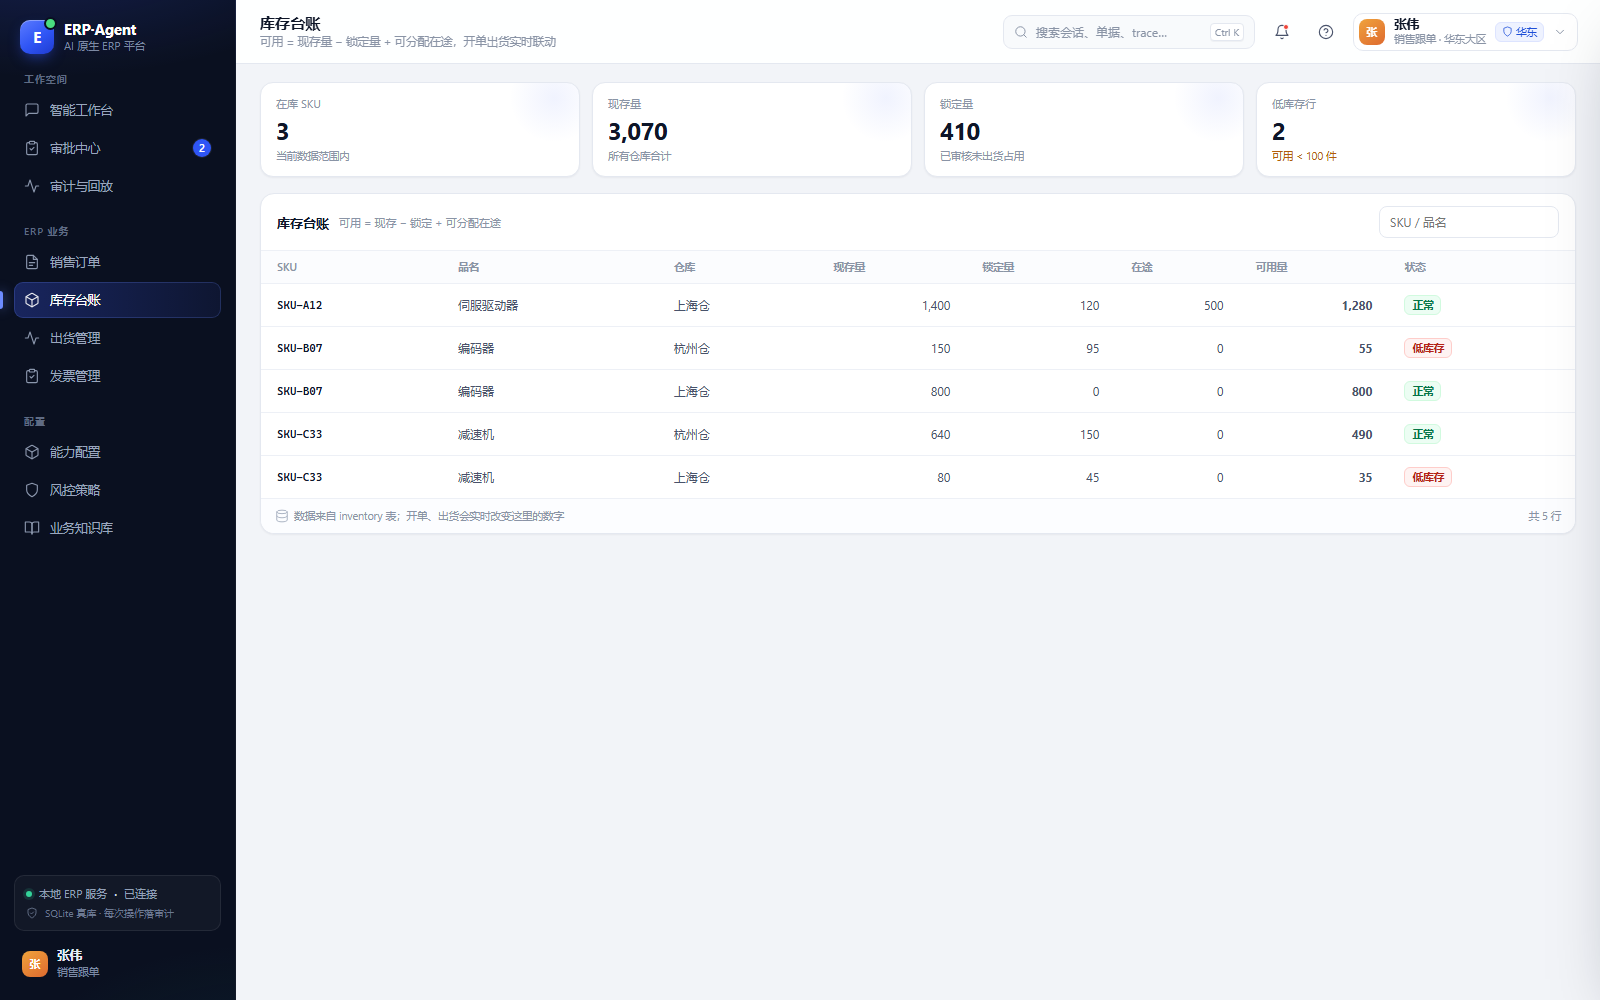 E
ERP-Agent
AI 原生 ERP 平台
工作空间
智能工作台
审批中心
2
审计与回放
ERP 业务
销售订单
库存台账
出货管理
发票管理
配置
能力配置
风控策略
业务知识库
本地 ERP 服务 · 已连接
SQLite 真库 · 每次操作落审计
张
张伟
销售跟单
库存台账
可用 = 现存量 − 锁定量 + 可分配在途，开单出货实时联动
搜索会话、单据、trace...
Ctrl K
张
张伟
销售跟单 · 华东大区
华东
在库 SKU
3
当前数据范围内
现存量
3,070
所有仓库合计
锁定量
410
已审核未出货占用
低库存行
2
可用 < 100 件
库存台账 可用 = 现存 − 锁定 + 可分配在途
SKU / 品名
SKU 品名 仓库 现存量 锁定量 在途 可用量 状态
SKU-A12 伺服驱动器 上海仓 1,400 120 500 1,280 正常
SKU-B07 编码器 杭州仓 150 95 0 55 低库存
SKU-B07 编码器 上海仓 800 0 0 800 正常
SKU-C33 减速机 杭州仓 640 150 0 490 正常
SKU-C33 减速机 上海仓 80 45 0 35 低库存
数据来自 inventory 表；开单、出货会实时改变这里的数字
共 5 行